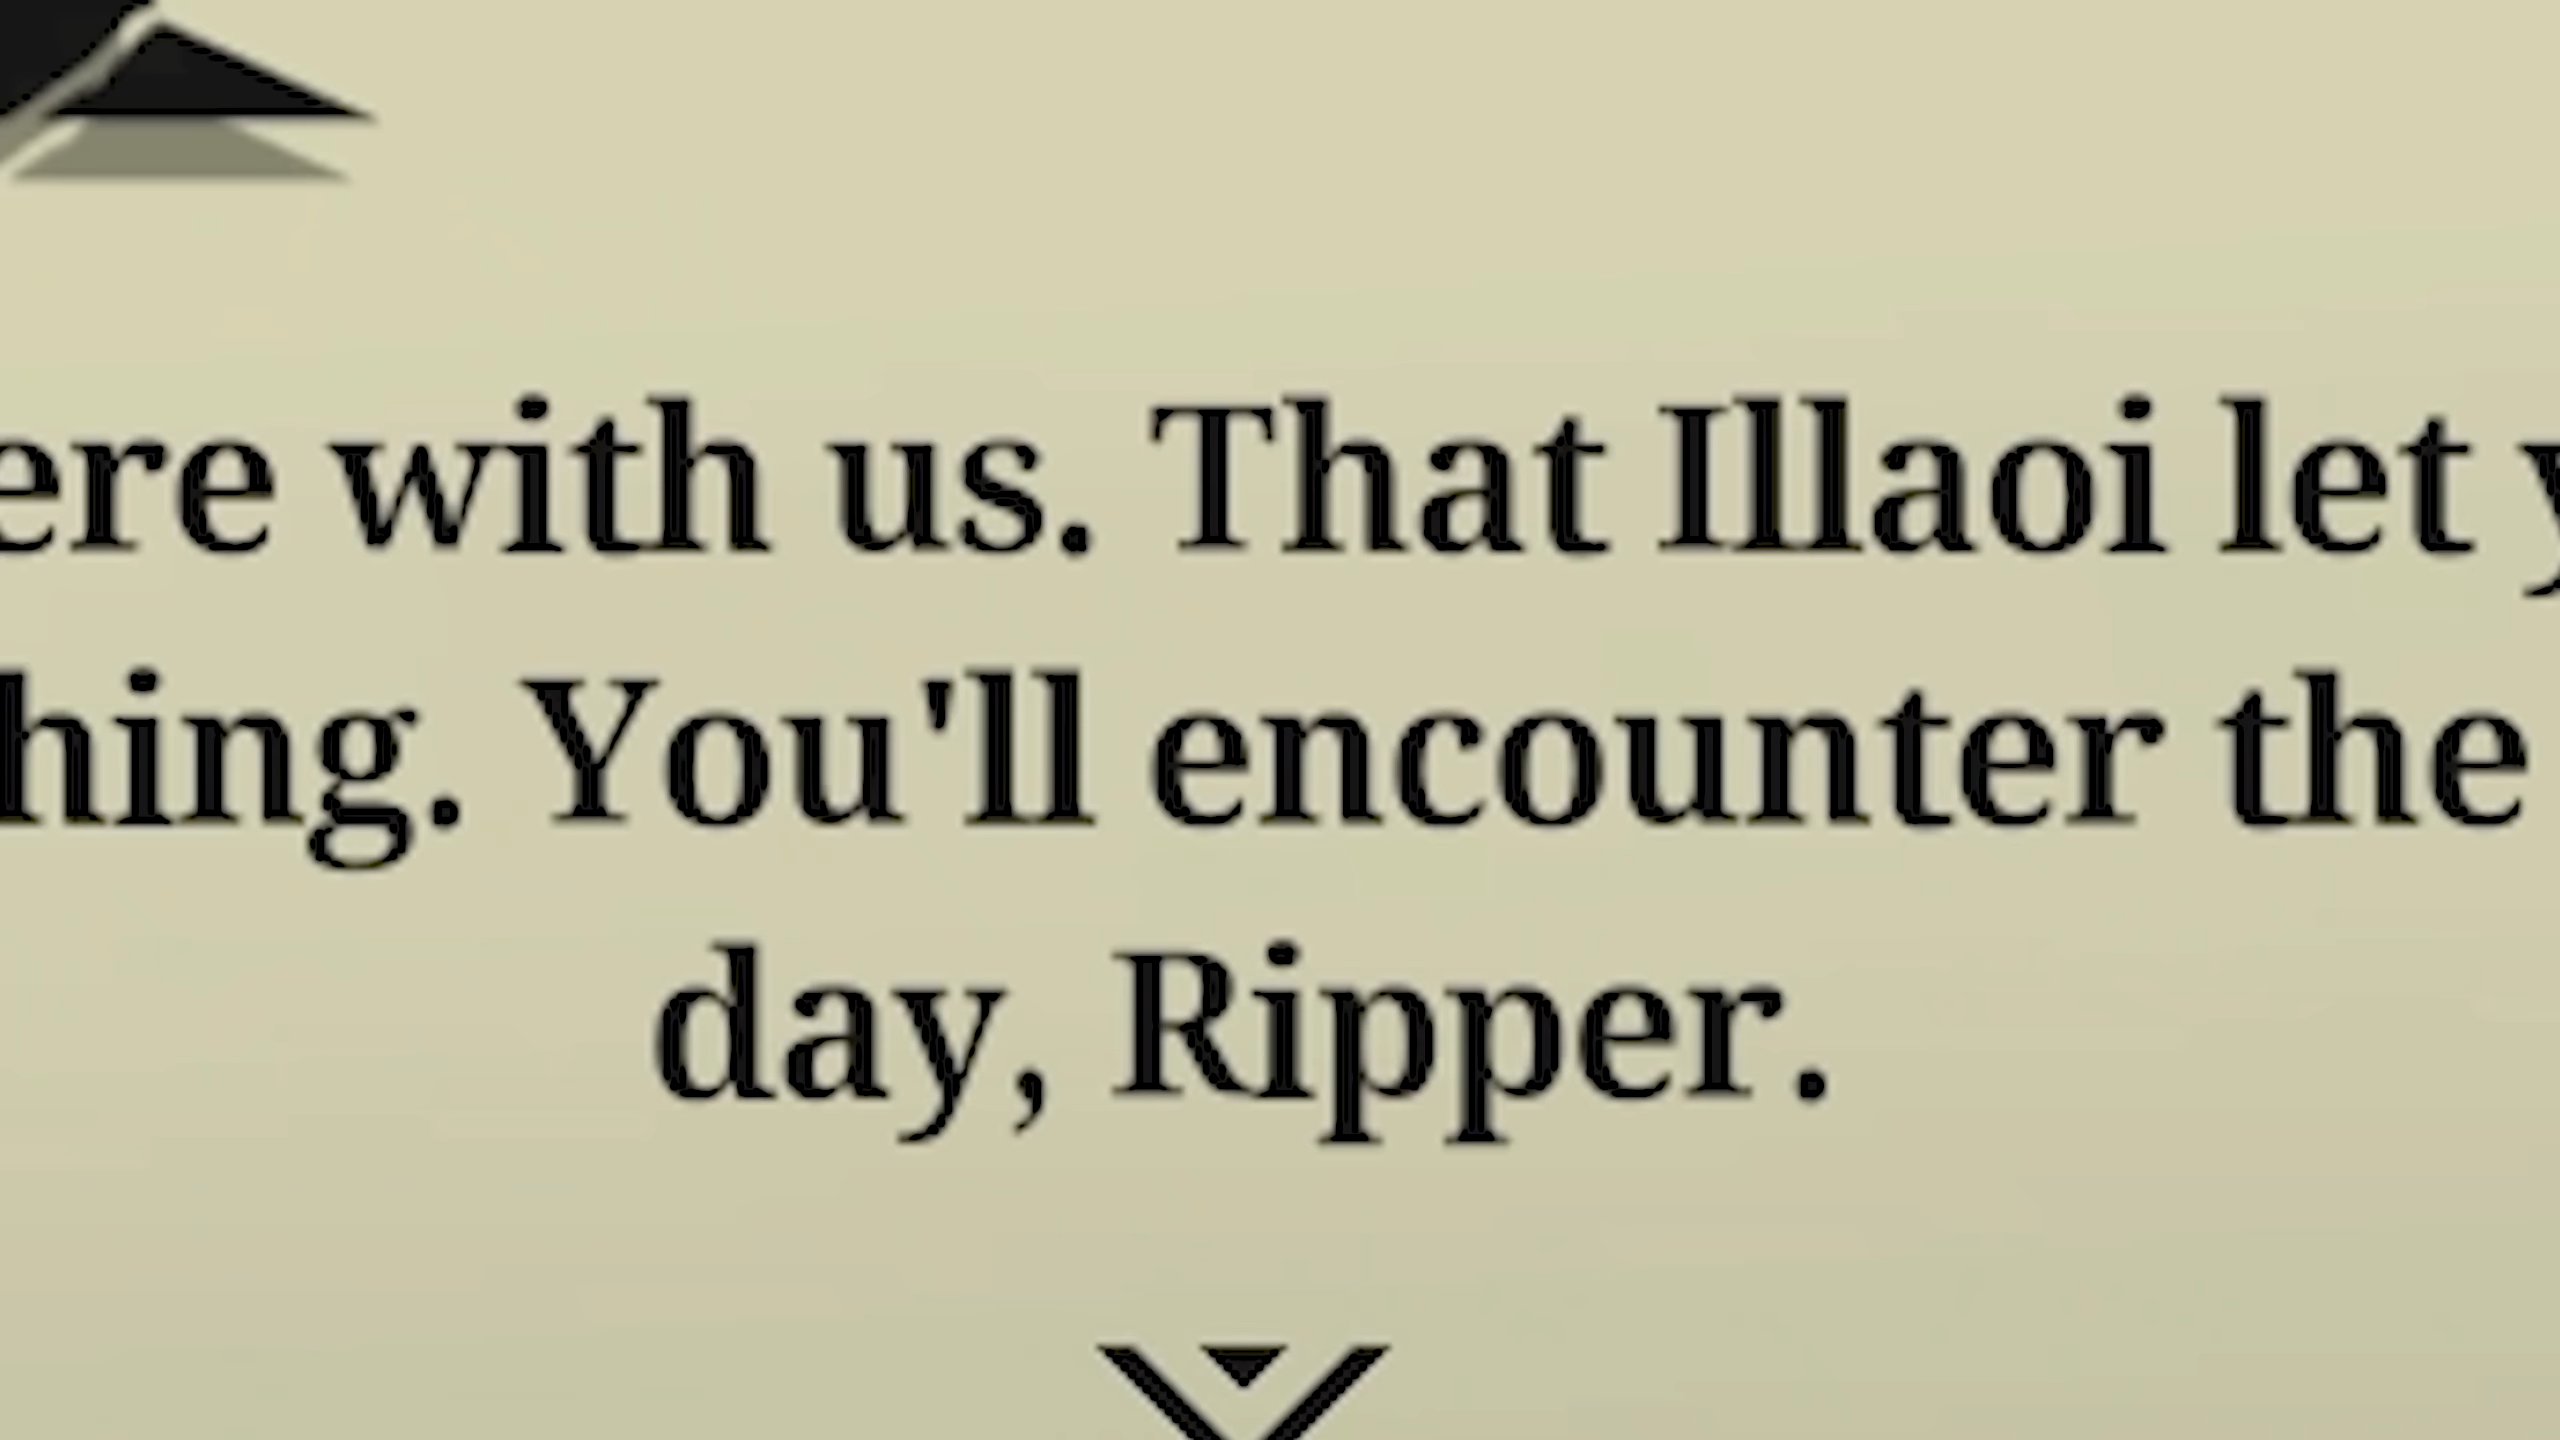 ere with us. That Illaoi let y
hing. You'll encounter the
day, Ripper.